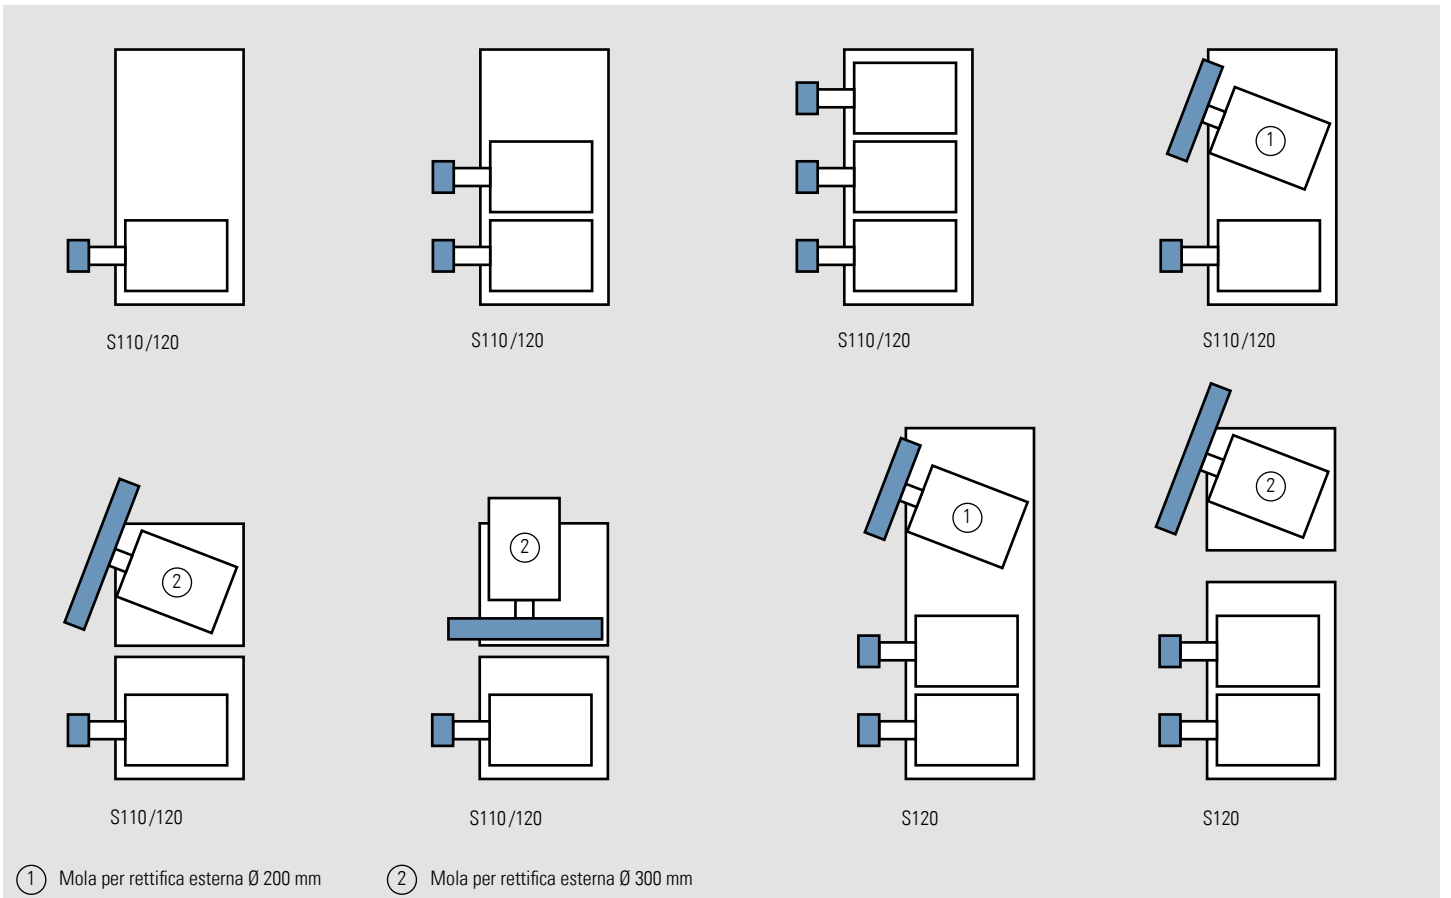 1
S110/120
S110/120
S110/120
S110/120
2
2
1
2
S110/120
S110/120
S120
S120
1 Mola per rettifica esterna Ø 200 mm
2 Mola per rettifica esterna Ø 300 mm